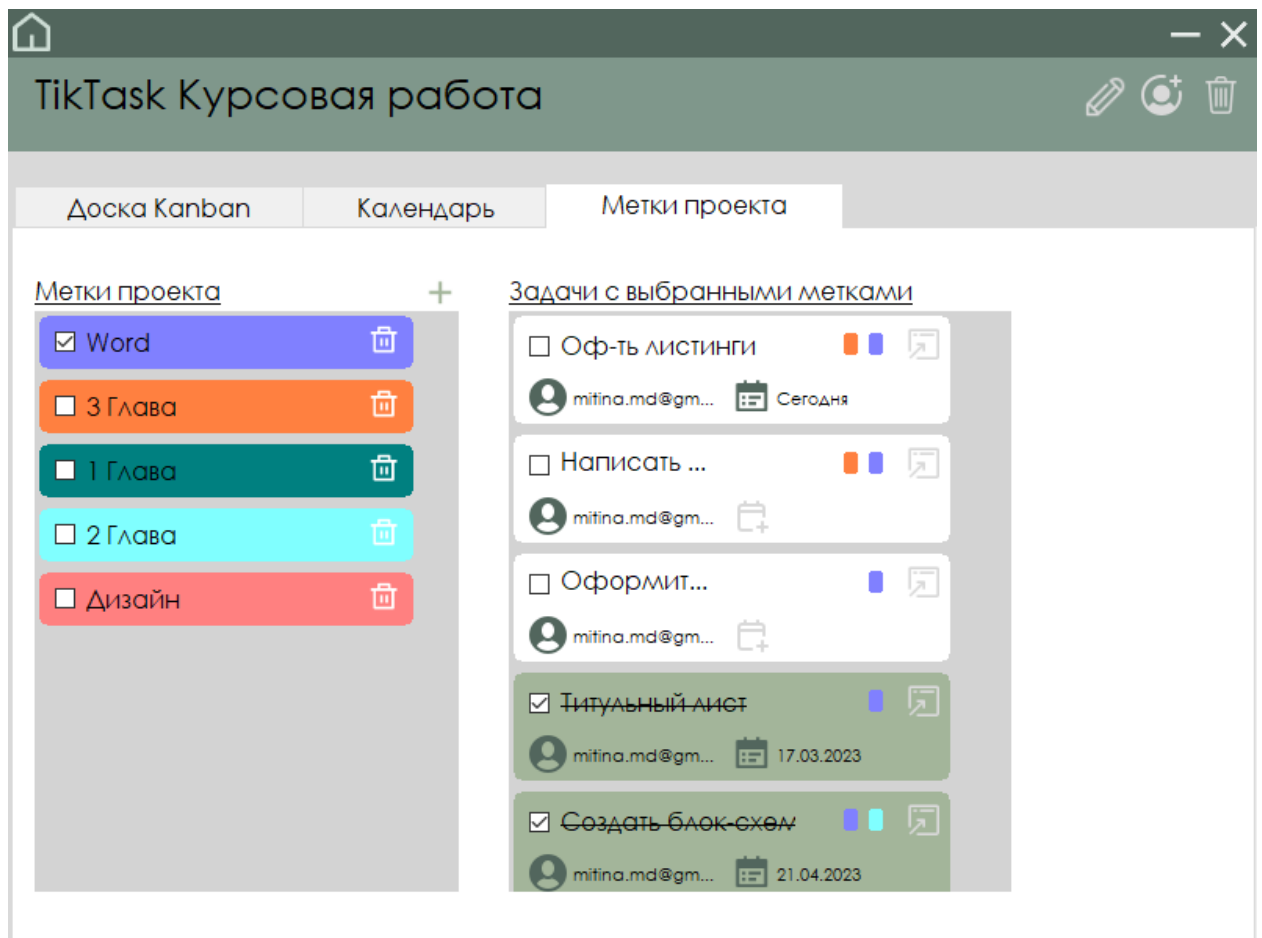 TikTask Курсовая работа
Доска Kanban Календарь Метки проекта
Метки проекта
Word
3 Глава
1 Глава
2 Глава
Дизайн
Задачи с выбранными метками
Оф-ть листинги
mitina.md@gm... Сегодня
Написать ...
mitina.md@gm...
Оформит...
mitina.md@gm...
Титульный лист
mitina.md@gm... 17.03.2023
Создать блок-схем
mitina.md@gm... 21.04.2023